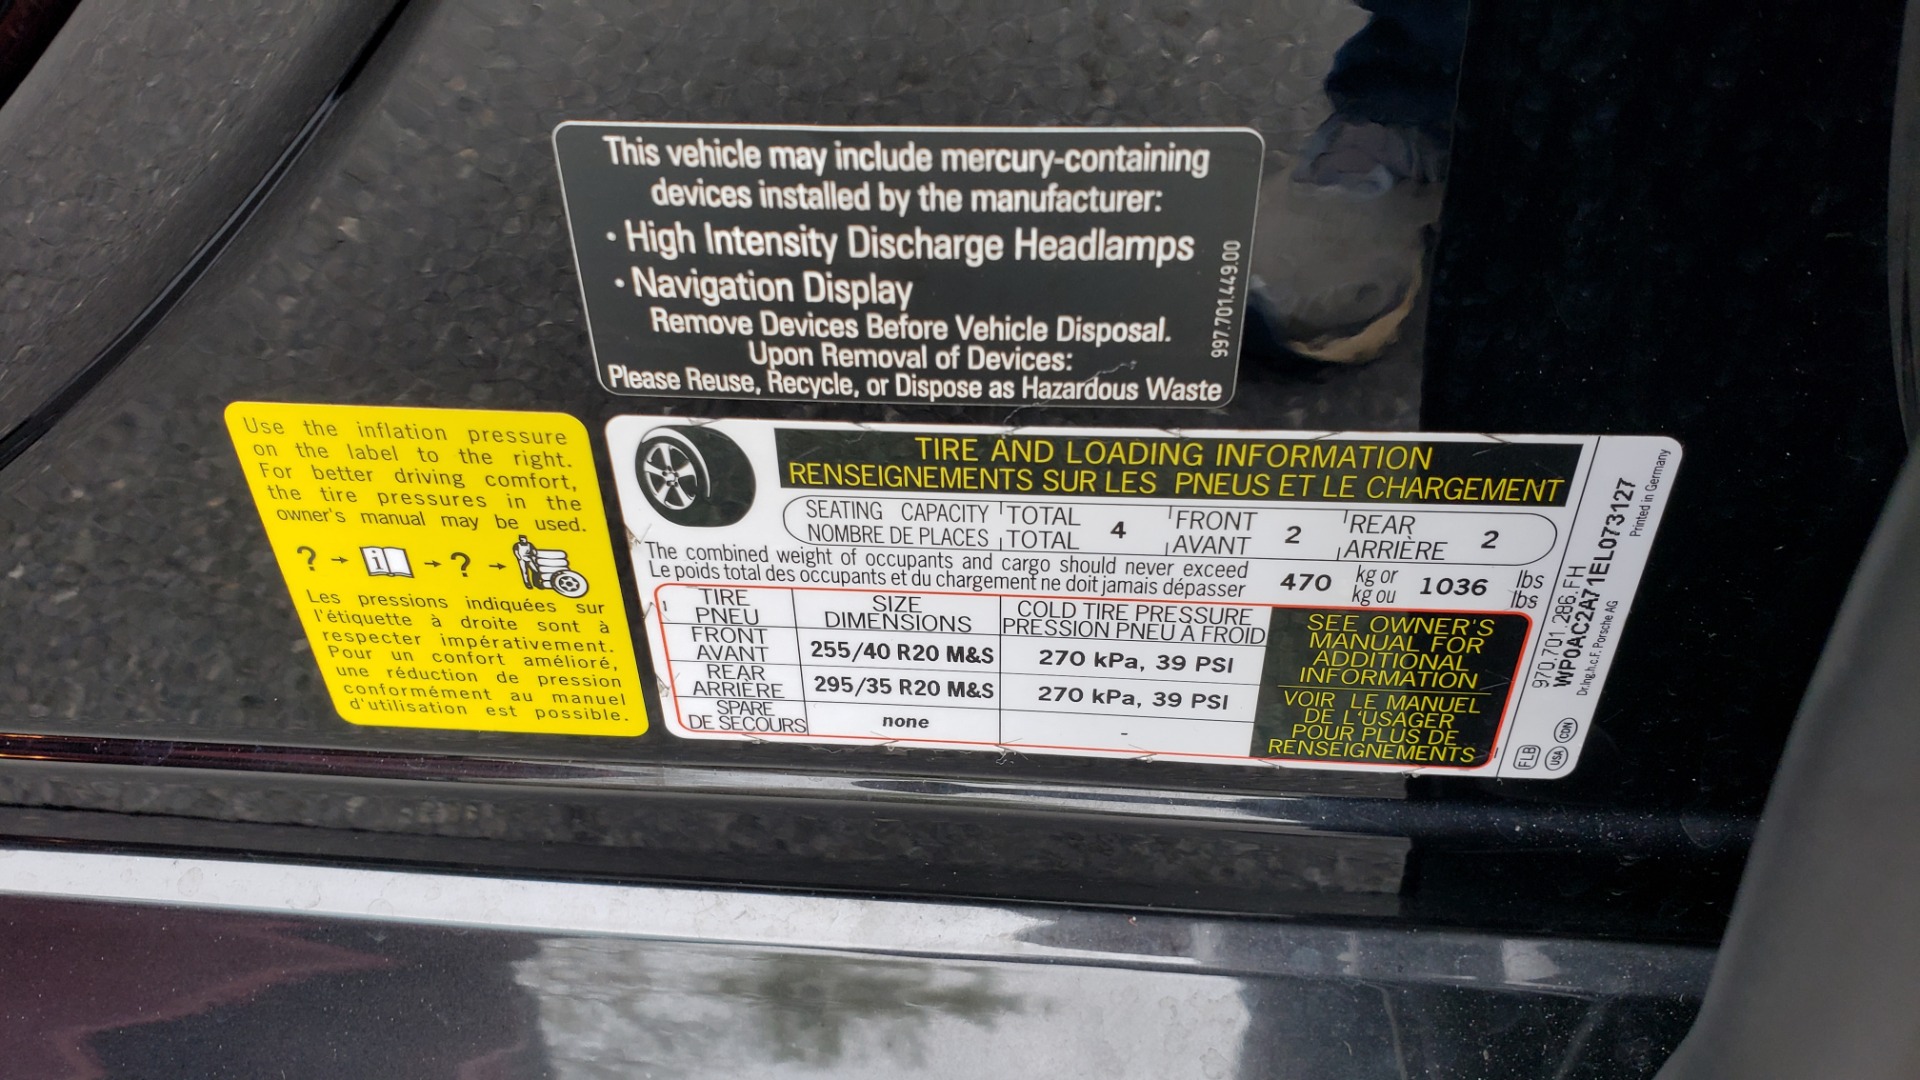 This vehicle may include mercury-containing
devices installed by the manufacturer:
· High Intensity Discharge Headlamps
· Navigation Display
Remove Devices Before Vehicle Disposal.
Upon Removal of Devices:
Please Reuse, Recycle, or Dispose as Hazardous Waste
997.701.449.00
Use the inflation pressure
on the label to the right.
For better driving comfort,
the tire pressures in the
owner's manual may be used.
? → i → ? →
Les pressions indiquées sur
l'étiquette à droite sont à
respecter impérativement.
Pour un confort amélioré,
une réduction de pression
conformément au manuel
d'utilisation est possible.
TIRE AND LOADING INFORMATION
RENSEIGNEMENTS SUR LES PNEUS ET LE CHARGEMENT
SEATING CAPACITY TOTAL 4 FRONT 2 REAR 2
NOMBRE DE PLACES TOTAL AVANT ARRIÈRE
The combined weight of occupants and cargo should never exceed 470 kg or 1036 lbs
Le poids total des occupants et du chargement ne doit jamais dépasser kg ou lbs
TIRE SIZE COLD TIRE PRESSURE
PNEU DIMENSIONS PRESSION PNEU À FROID
FRONT
AVANT 255/40 R20 M&S 270 kPa, 39 PSI
REAR
ARRIÈRE 295/35 R20 M&S 270 kPa, 39 PSI
SPARE
DE SECOURS none -
SEE OWNER'S
MANUAL FOR
ADDITIONAL
INFORMATION
VOIR LE MANUEL
DE L'USAGER
POUR PLUS DE
RENSEIGNEMENTS
970.701.286.FH
WP0AC2A71EL073127
Dr.Ing.h.c.F. Porsche AG
Printed in Germany
FLB
USA
CDN